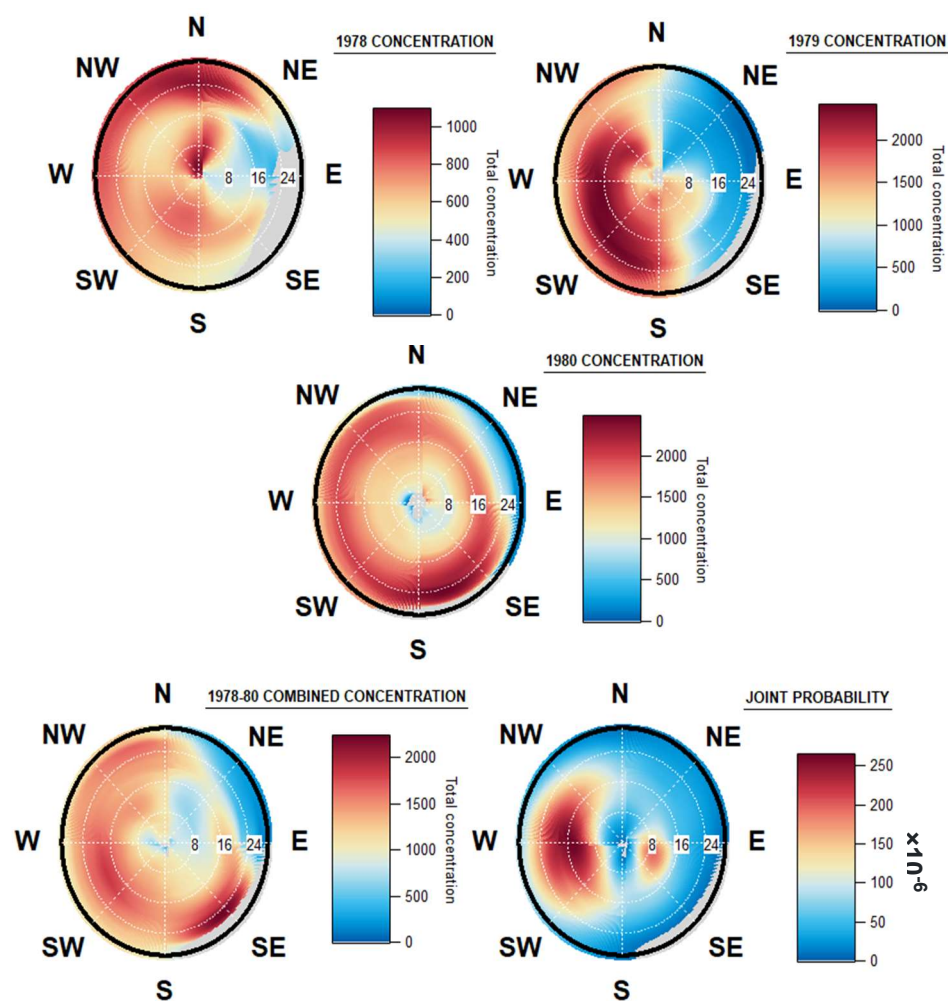 N
1978 CONCENTRATION
NW
NE
W
8
16
24
E
SW
SE
S
1000
800
600
400
200
0
Total concentration
N
1979 CONCENTRATION
NW
NE
W
8
16
24
E
SW
SE
S
2000
1500
1000
500
0
Total concentration
N
1980 CONCENTRATION
NW
NE
W
8
16
24
E
SW
SE
S
2000
1500
1000
500
0
Total concentration
N
1978-80 COMBINED CONCENTRATION
NW
NE
W
8
16
24
E
SW
SE
S
2000
1500
1000
500
0
Total concentration
N
JOINT PROBABILITY
NW
NE
W
8
16
24
E
SW
SE
S
250
200
150
100
50
0
×10⁻⁶